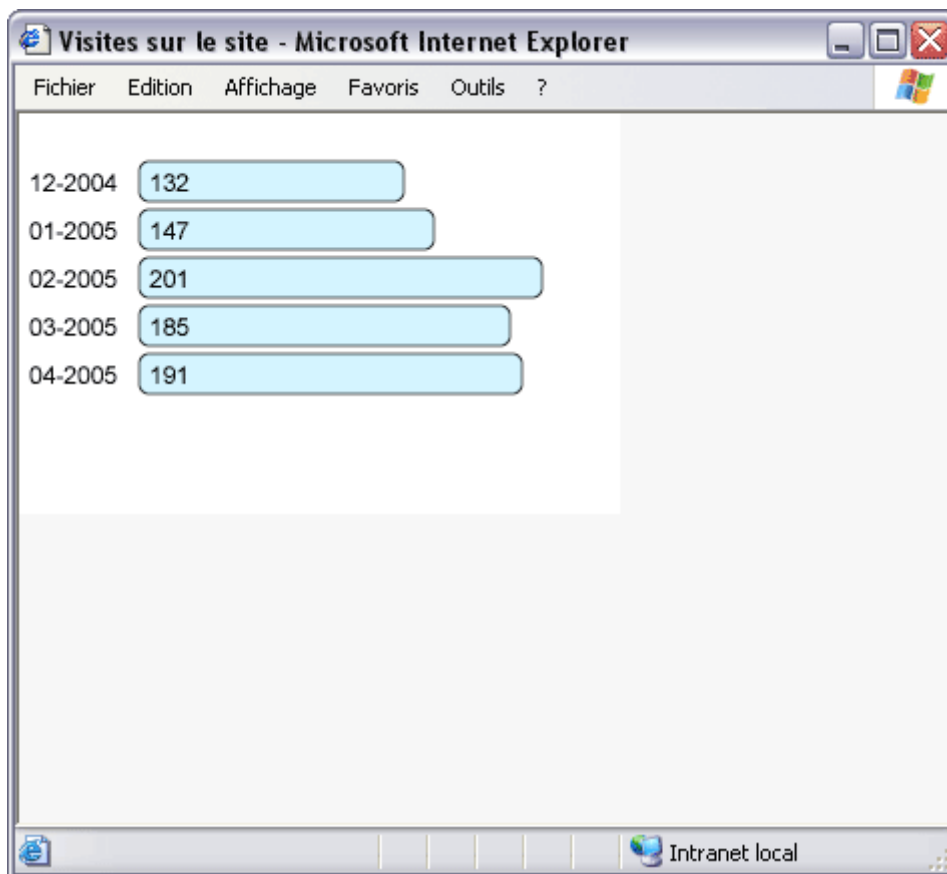 Visites sur le site - Microsoft Internet Explorer
Fichier Edition Affichage Favoris Outils ?
12-2004 132
01-2005 147
02-2005 201
03-2005 185
04-2005 191
Intranet local